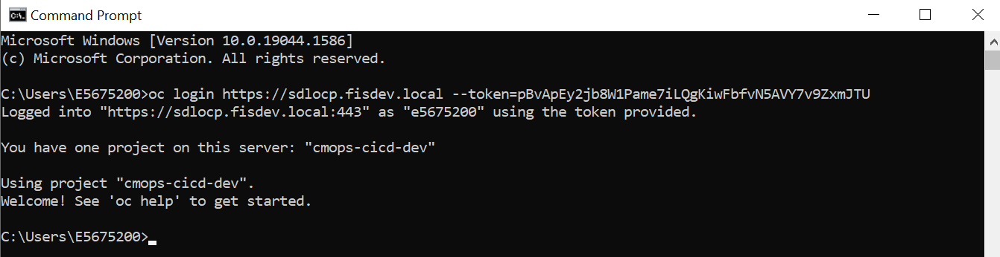 Command Prompt
Microsoft Windows [Version 10.0.19044.1586]
(c) Microsoft Corporation. All rights reserved.
C:\Users\E5675200>oc login https://sdlocp.fisdev.local --token=pBvApEy2jb8W1Pame7iLQgKiwFbfvN5AVY7v9ZxmJTU
Logged into "https://sdlocp.fisdev.local:443" as "e5675200" using the token provided.
You have one project on this server: "cmops-cicd-dev"
Using project "cmops-cicd-dev".
Welcome! See 'oc help' to get started.
C:\Users\E5675200>